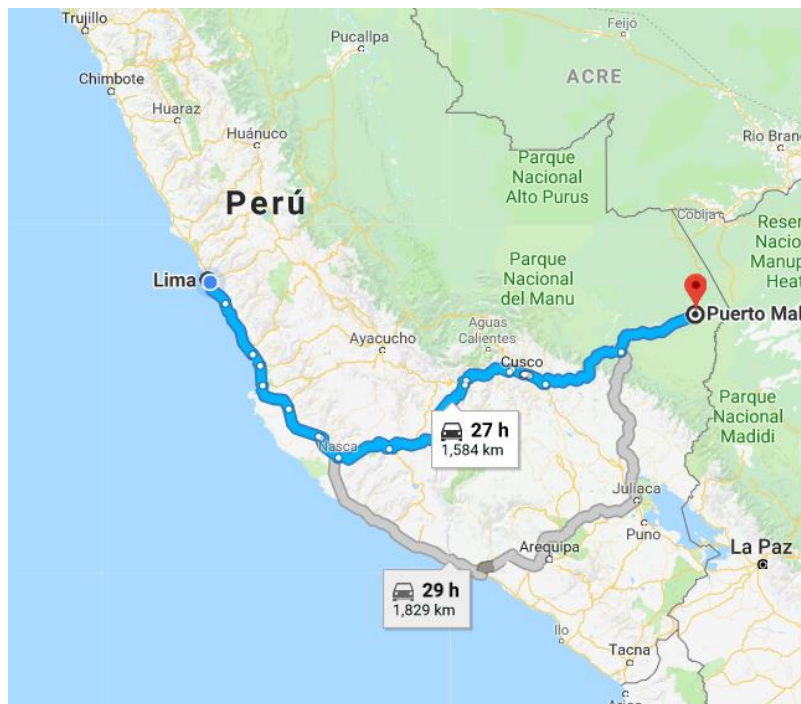 Trujillo
Pucallpa
Feijó
Chimbote
ACRE
Huaraz
Huánuco
Rio Bran
Parque
Nacional
Alto Purus
Perú
Cobija
Reser
Nacio
Manup
Heat
Parque
Nacional
del Manu
Lima
Puerto Mal
Aguas
Calientes
Ayacucho
Cusco
Parque
Nacional
Madidi
27 h
1,584 km
Nasca
Juliaca
Puno
Arequipa
La Paz
29 h
1,829 km
Ilo
Tacna
Arica